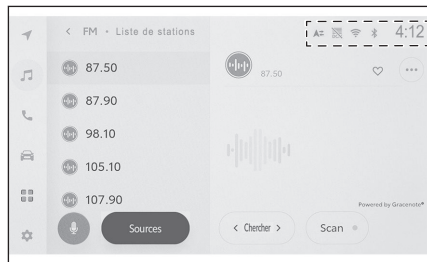 < FM • Liste de stations
A 4:12
87.50
87.50
87.90
98.10
105.10
107.90
Powered by Gracenote®
Sources
< Chercher >
Scan